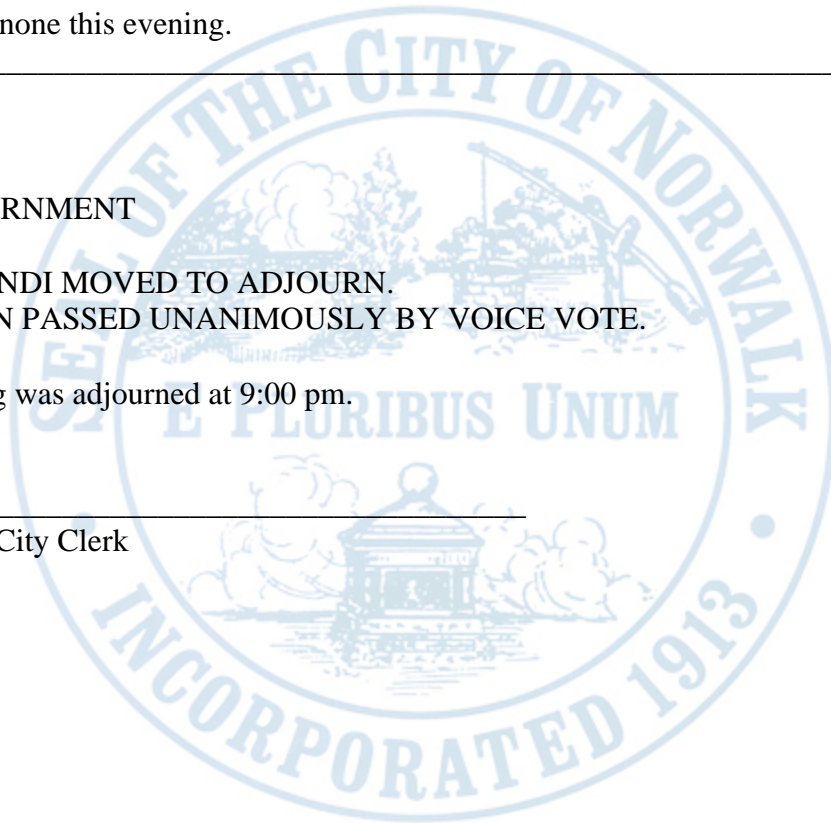 none this evening.
RNMENT
NDI MOVED TO ADJOURN.
N PASSED UNANIMOUSLY BY VOICE VOTE.
g was adjourned at 9:00 pm.
City Clerk
SEAL OF THE CITY OF NORWALK
E PLURIBUS UNUM
INCORPORATED 1913